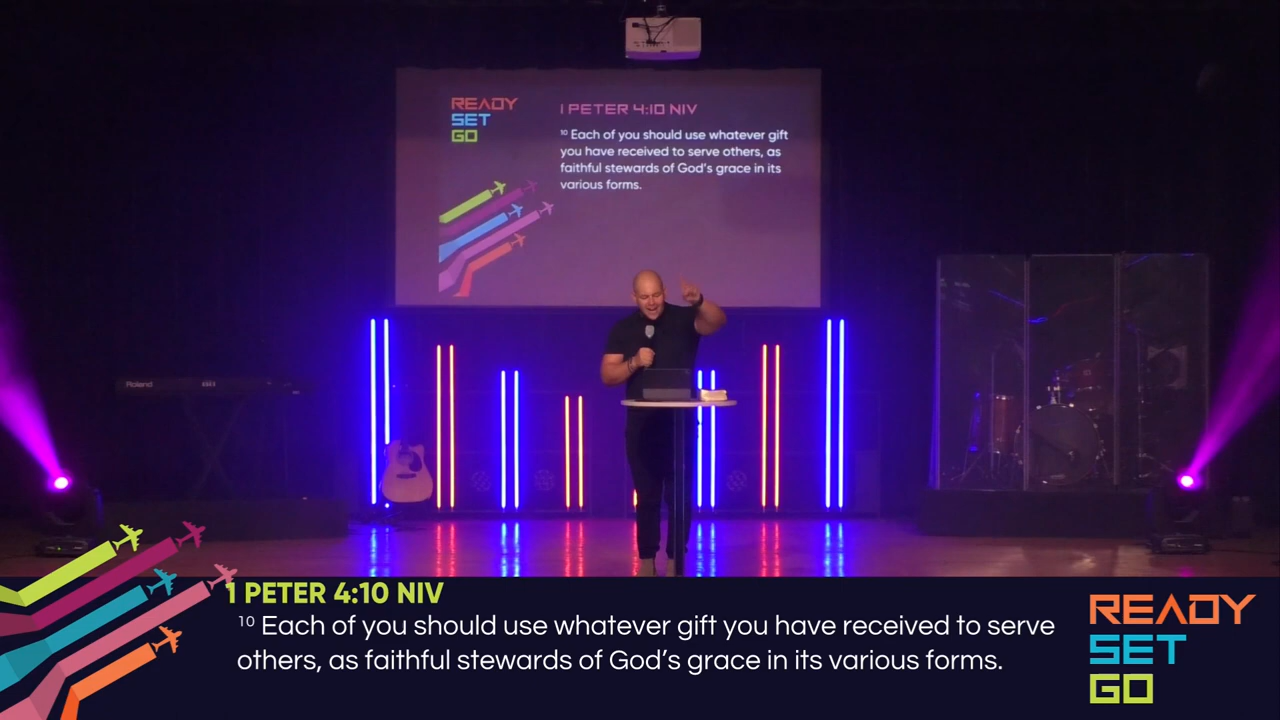 READY
SET
GO
1 PETER 4:10 NIV
10 Each of you should use whatever gift
you have received to serve others, as
faithful stewards of God's grace in its
various forms.
Roland
1 PETER 4:10 NIV
10 Each of you should use whatever gift you have received to serve
others, as faithful stewards of God's grace in its various forms.
READY
SET
GO